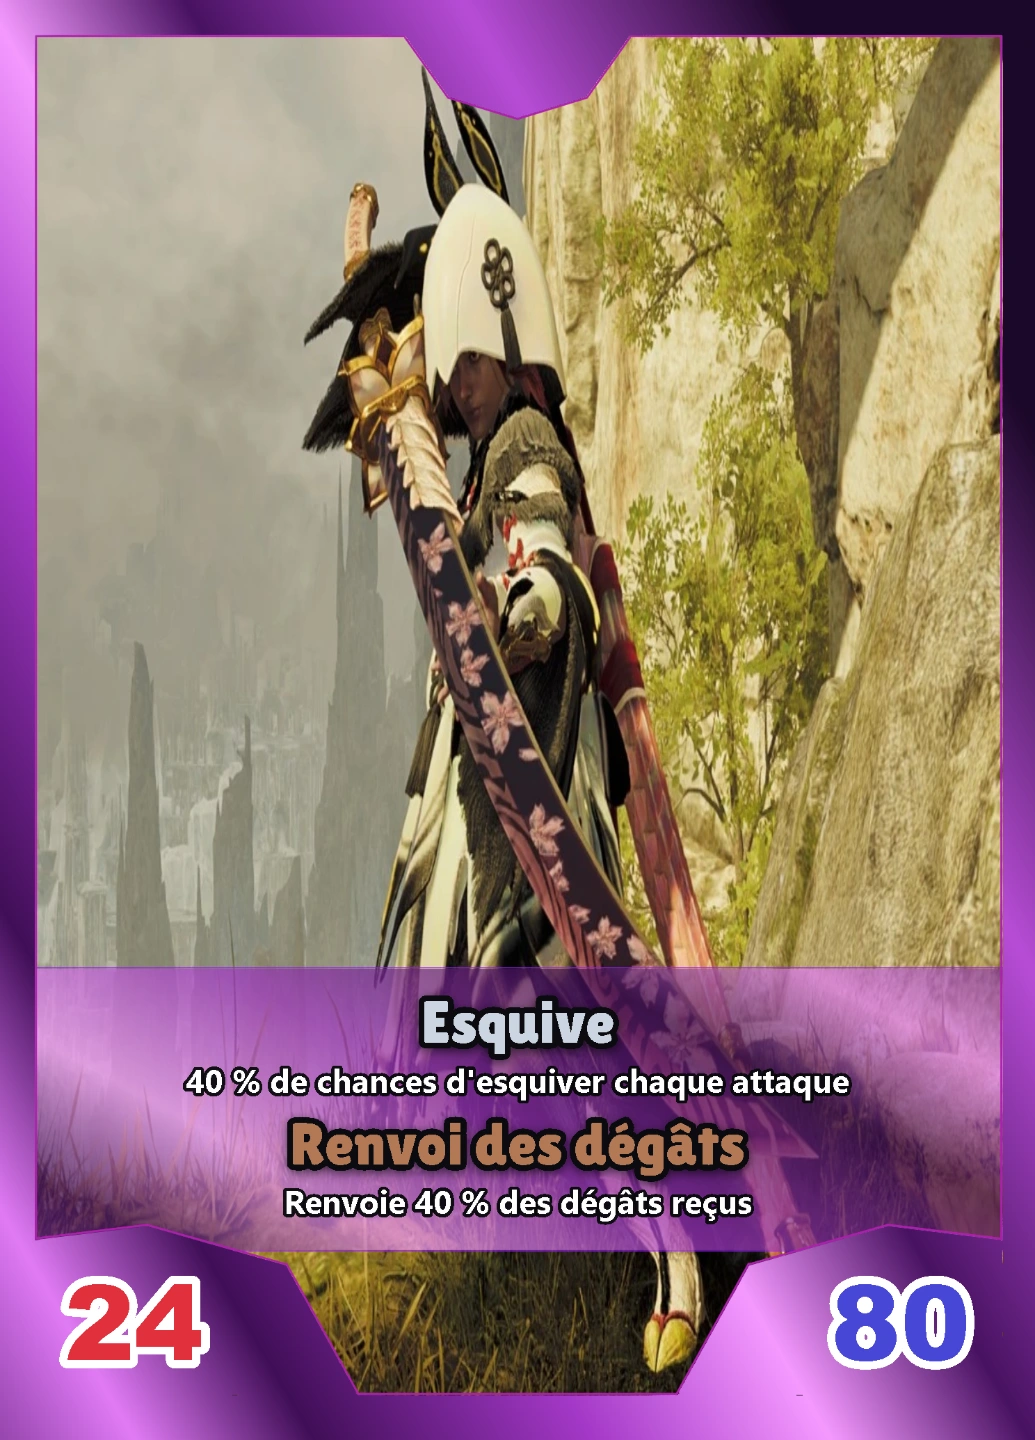 Esquive
40 % de chances d'esquiver chaque attaque
Renvoi des dégâts
Renvoie 40 % des dégâts reçus
24
80